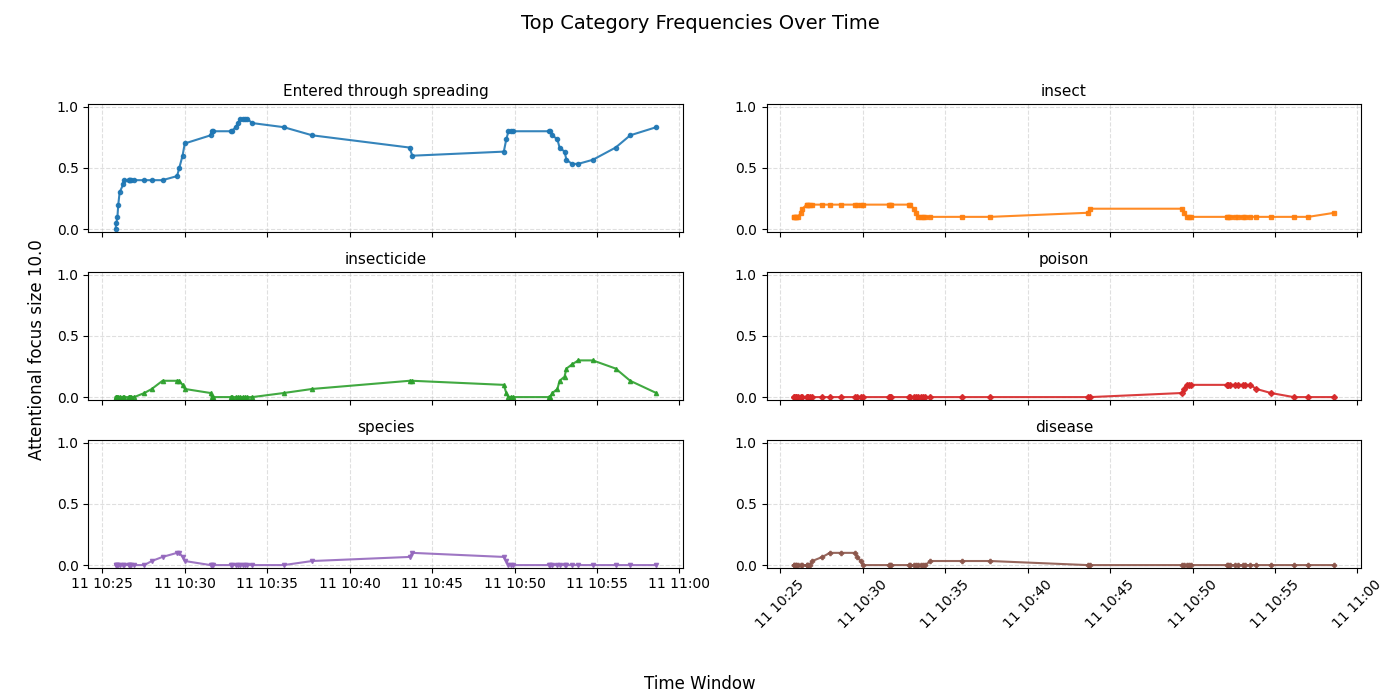 Top Category Frequencies Over Time
Entered through spreading
1.0
0.5
0.0
insect
1.0
0.5
0.0
insecticide
1.0
0.5
0.0
poison
1.0
0.5
0.0
species
1.0
0.5
0.0
11 10:25 11 10:30 11 10:35 11 10:40 11 10:45 11 10:50 11 10:55 11 11:00
disease
1.0
0.5
0.0
11 10:25 11 10:30 11 10:35 11 10:40 11 10:45 11 10:50 11 10:55 11 11:00
Attentional focus size 10.0
Time Window